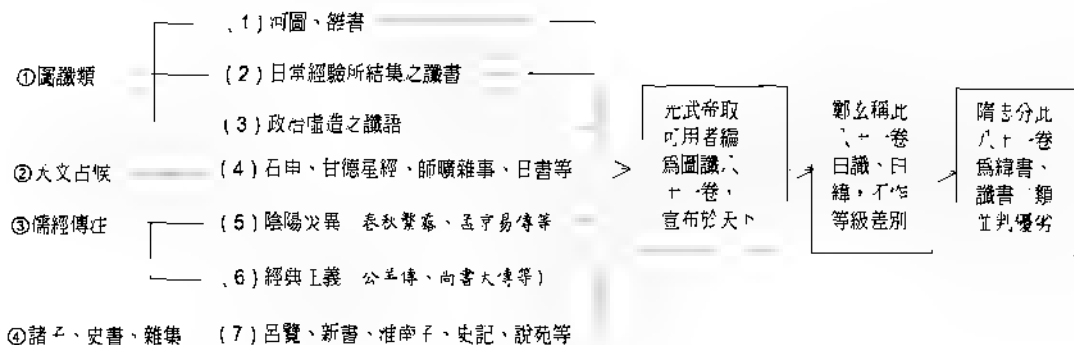 (1)河圖、雒書
①圖讖類
(2)日常經驗所結集之讖書
(3)政治虛造之讖語
②天文占候
(4)石申、甘德星經、師曠雜事、日書等
③儒經傳注
(5)陰陽災異 春秋繁露、孟京易傳等
(6)經典正義 公羊傳、尚書大傳等)
④諸子、史書、雜集
(7)呂覽、新書、淮南子、史記、說苑等
光武帝取
可用者編
為圖讖八
十一卷,
宣布於天下
鄭玄稱此
八十一卷
曰讖、曰
緯,不作
等級差別
隋志分此
八十一卷
為緯書、
讖書二類
並判優劣